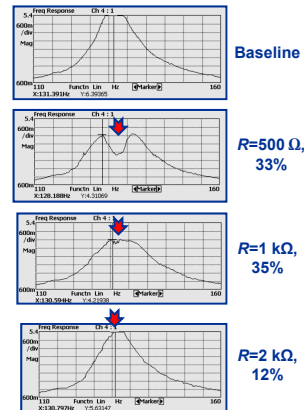 Freq Response Ch 4 : 1
5.4
600m
/div
Mag
600m
110 Functn Lin Hz Marker 160
X:131.391Hz Y:6.39365
Baseline
Freq Response Ch 4 : 1
5.4
600m
/div
Mag
600m
110 Functn Lin Hz Marker 160
X:128.188Hz Y:4.31069
R=500 Ω,
33%
Freq Response Ch 4 : 1
5.4
600m
/div
Mag
600m
110 Functn Lin Hz Marker 160
X:130.594Hz Y:4.21938
R=1 kΩ,
35%
Freq Response Ch 4 : 1
5.4
600m
/div
Mag
600m
110 Functn Lin Hz Marker 160
X:130.797Hz Y:5.63147
R=2 kΩ,
12%